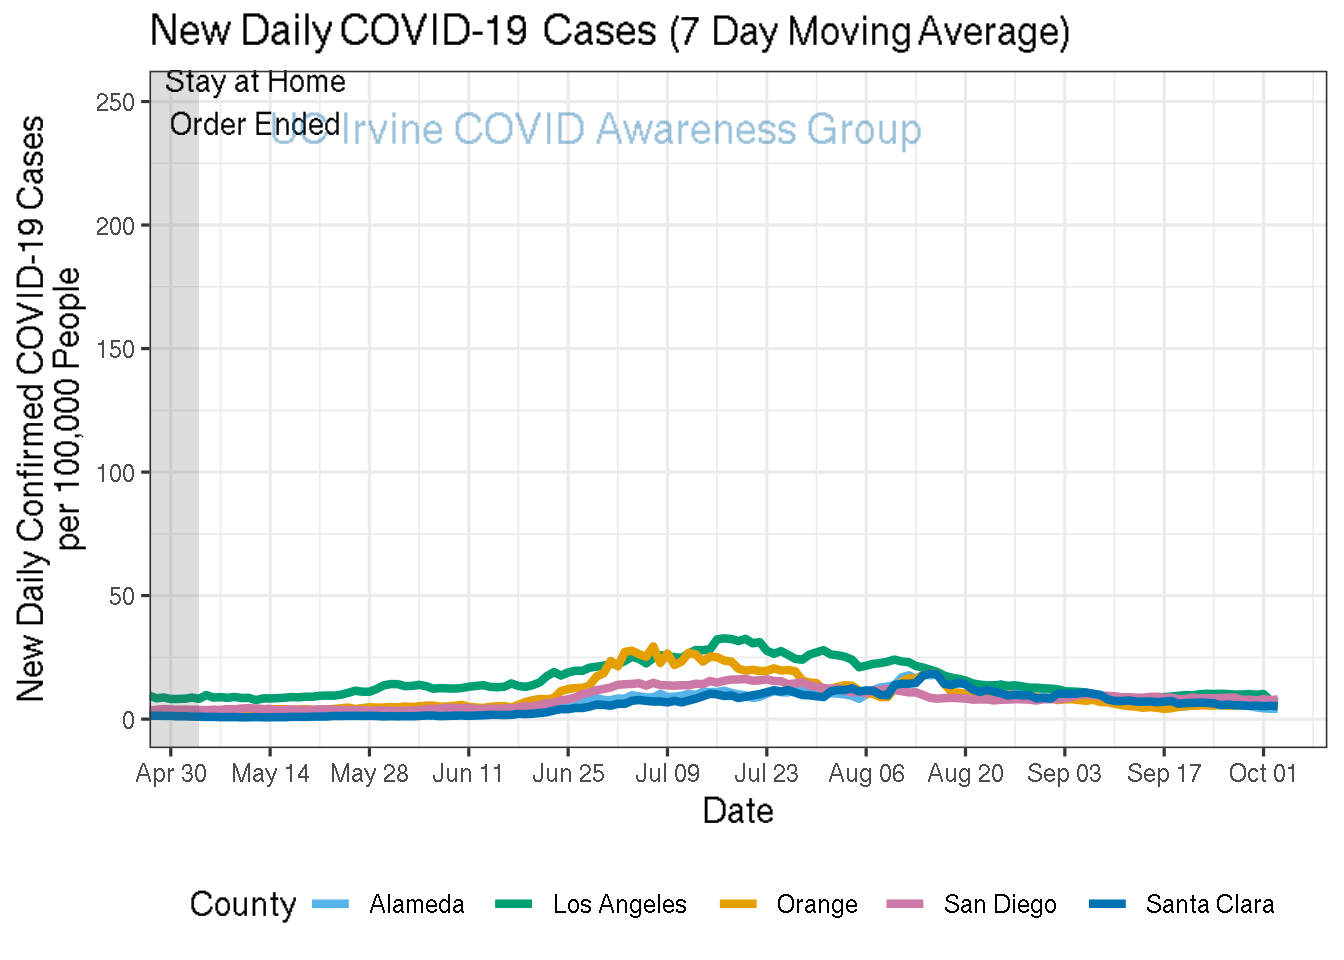 New Daily COVID-19 Cases (7 Day Moving Average)
Stay at Home
Order Ended
UC Irvine COVID Awareness Group
New Daily Confirmed COVID-19 Cases
per 100,000 People
250
200
150
100
50
0
Apr 30 May 14 May 28 Jun 11 Jun 25 Jul 09 Jul 23 Aug 06 Aug 20 Sep 03 Sep 17 Oct 01
Date
County Alameda Los Angeles Orange San Diego Santa Clara